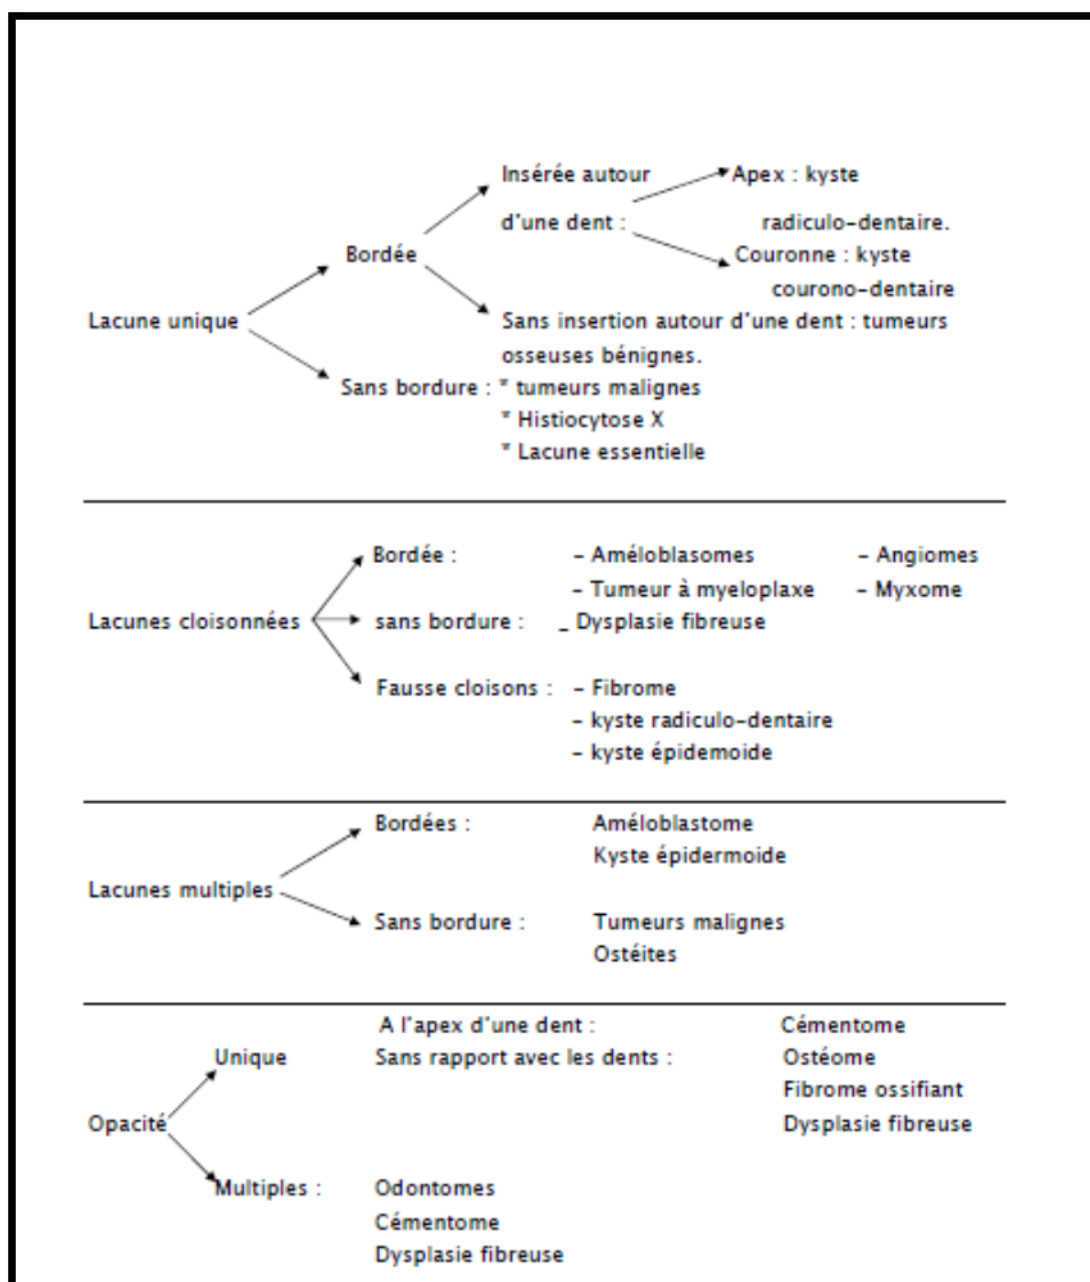 Insérée autour Apex : kyste
d'une dent : radiculo-dentaire.
Bordée Couronne : kyste
courono-dentaire
Lacune unique Sans insertion autour d'une dent : tumeurs
osseuses bénignes.
Sans bordure : * tumeurs malignes
* Histiocytose X
* Lacune essentielle
Bordée : - Améloblasomes - Angiomes
- Tumeur à myeloplaxe - Myxome
Lacunes cloisonnées sans bordure : _ Dysplasie fibreuse
Fausse cloisons : - Fibrome
- kyste radiculo-dentaire
- kyste épidemoide
Bordées : Améloblastome
Kyste épidermoide
Lacunes multiples
Sans bordure : Tumeurs malignes
Ostéites
A l'apex d'une dent : Cémentome
Unique Sans rapport avec les dents : Ostéome
Fibrome ossifiant
Opacité Dysplasie fibreuse
Multiples : Odontomes
Cémentome
Dysplasie fibreuse